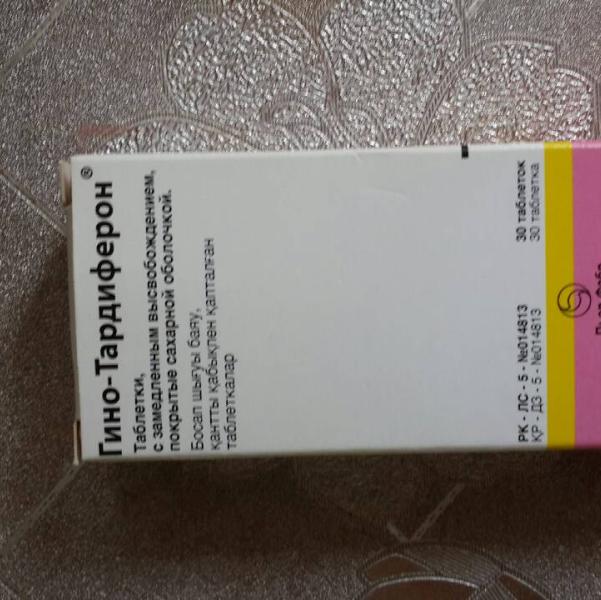 Гино-Тардиферон®
Таблетки,
с замедленным высвобождением,
покрытые сахарной оболочкой.
Босап шығуы баяу,
қантты қабықпен қапталған
таблеткалар
РК - ЛС - 5 - №014813
ҚР - ДЗ - 5 - №014813
30 таблеток
30 таблетка